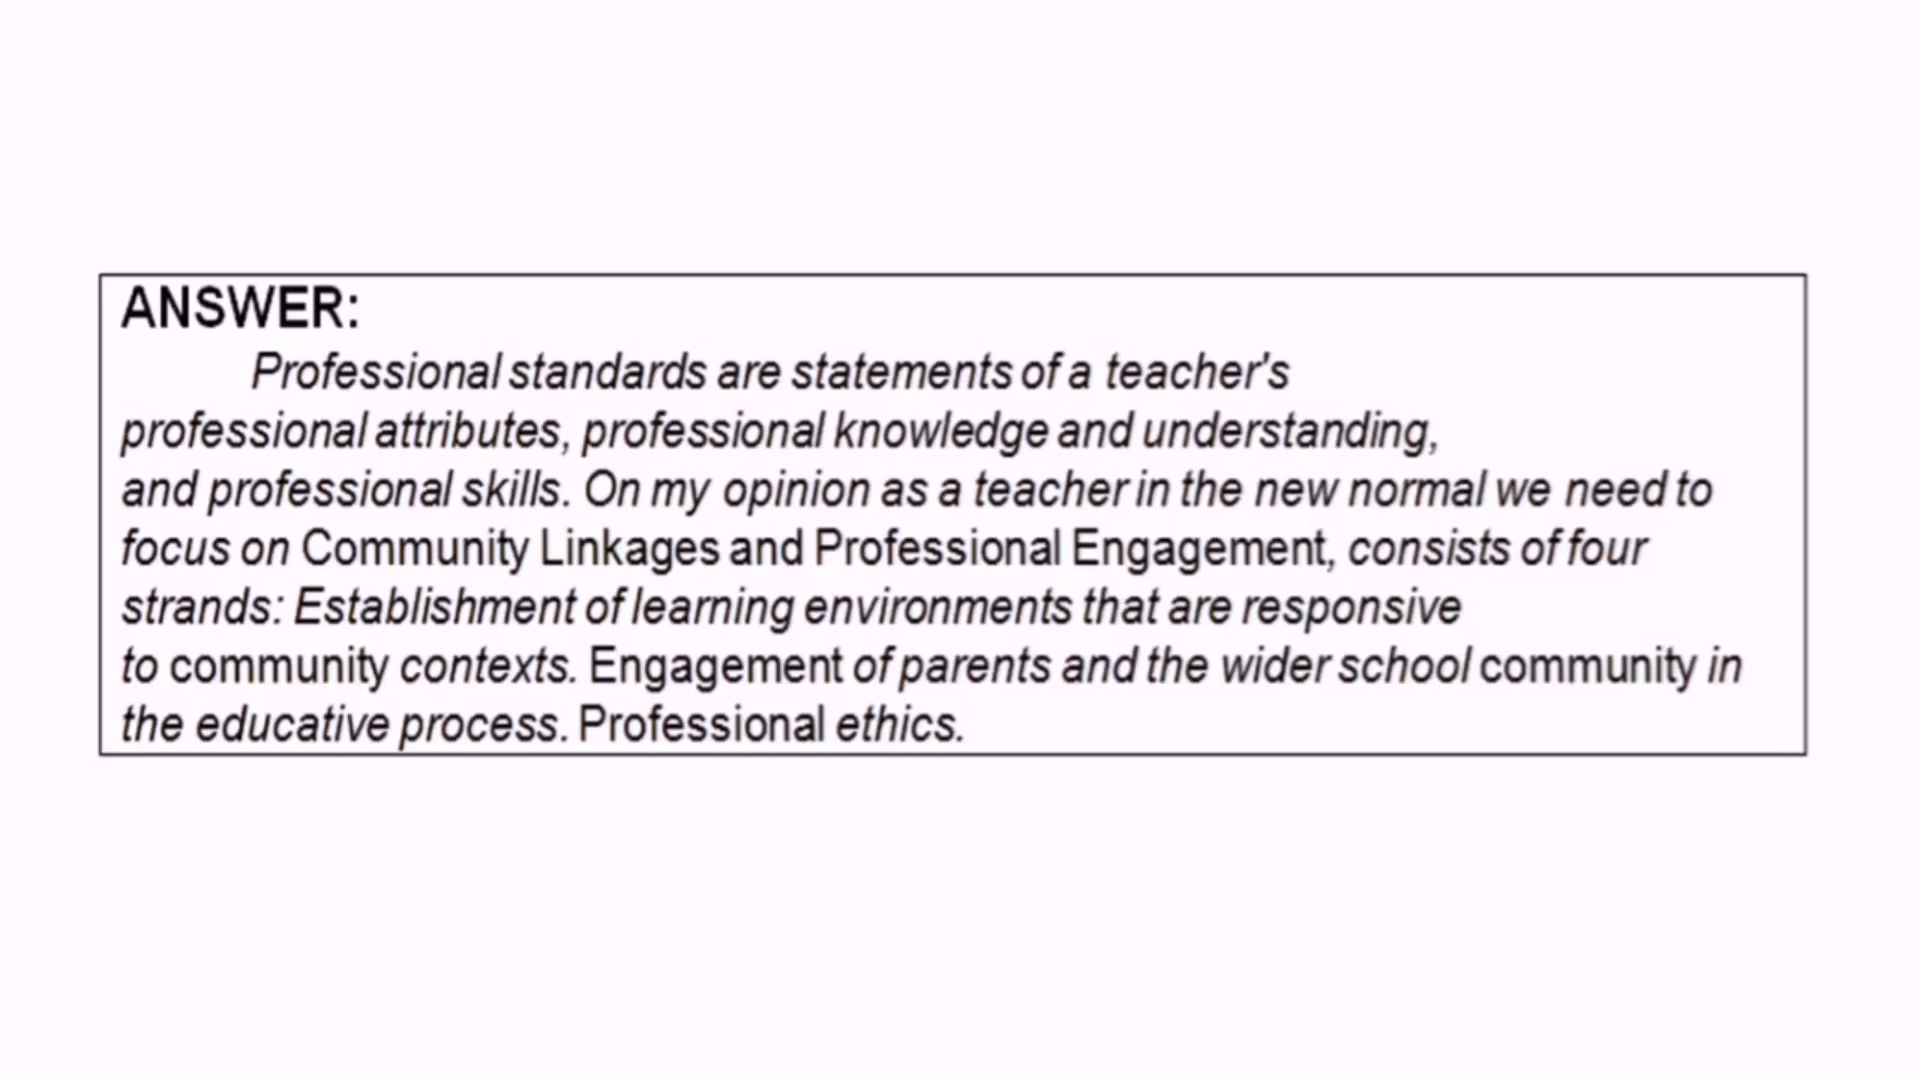 ANSWER:
Professional standards are statements of a teacher's
professional attributes, professional knowledge and understanding,
and professional skills. On my opinion as a teacher in the new normal we need to
focus on Community Linkages and Professional Engagement, consists of four
strands: Establishment of learning environments that are responsive
to community contexts. Engagement of parents and the wider school community in
the educative process. Professional ethics.